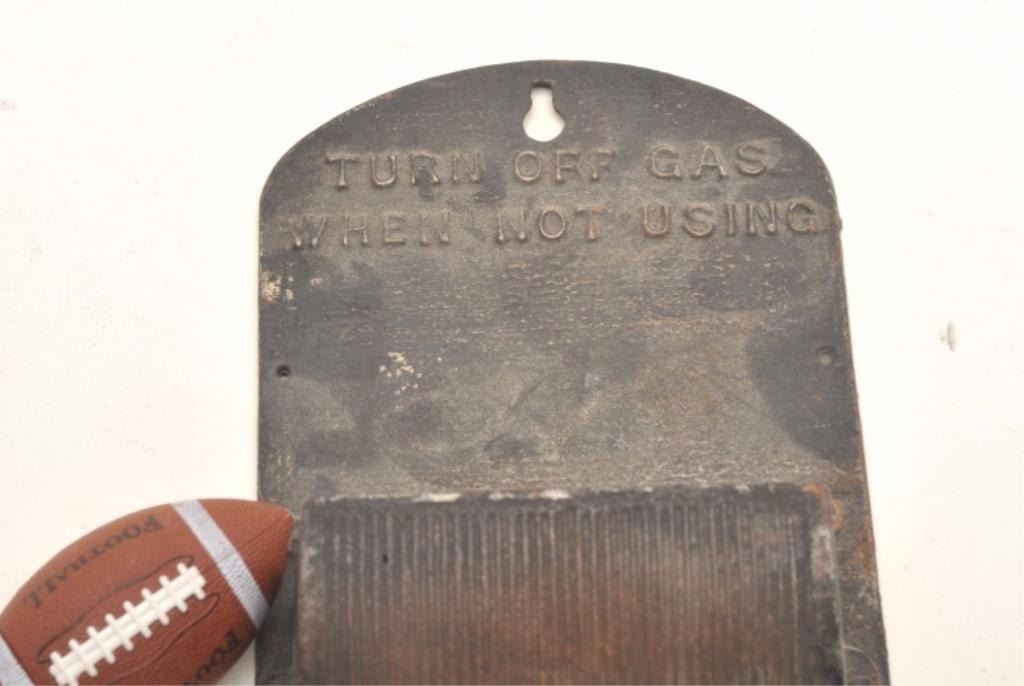 TURN OFF GAS
WHEN NOT USING
FOOTBALL